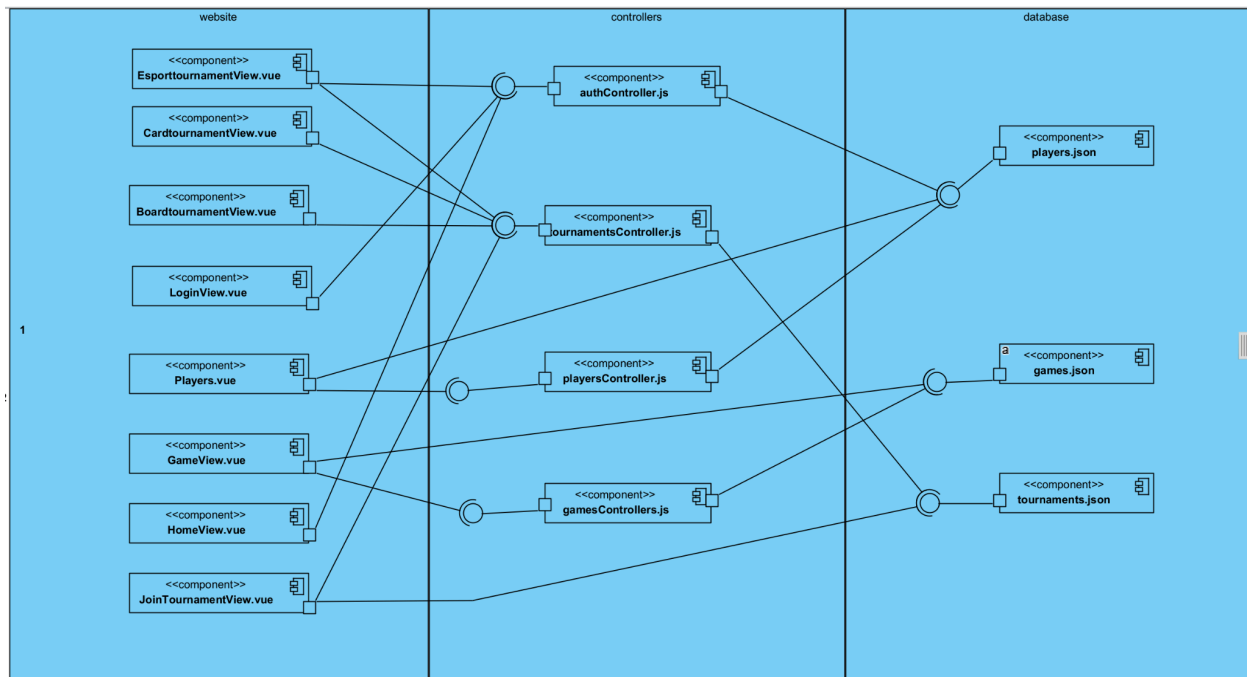 website
controllers
database
<<component>>
EsporttournamentView.vue
<<component>>
CardtournamentView.vue
<<component>>
BoardtournamentView.vue
<<component>>
LoginView.vue
1
<<component>>
Players.vue
<<component>>
GameView.vue
<<component>>
HomeView.vue
<<component>>
JoinTournamentView.vue
<<component>>
authController.js
<<component>>
ournamentsController.js
<<component>>
playersController.js
<<component>>
gamesControllers.js
<<component>>
players.json
a
<<component>>
games.json
<<component>>
tournaments.json